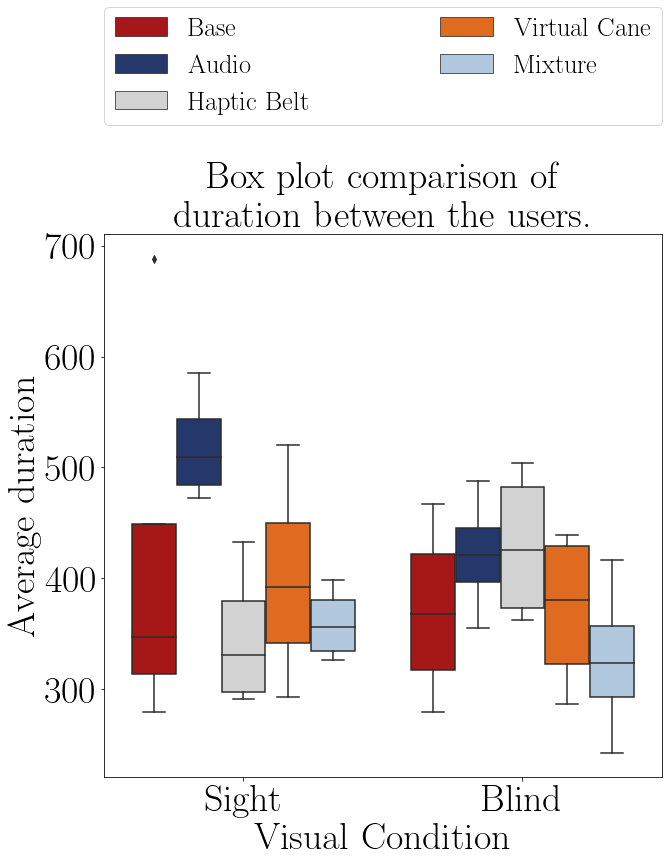 Base
Audio
Haptic Belt
Virtual Cane
Mixture
Box plot comparison of
duration between the users.
700
600
500
400
300
Average duration
Sight
Blind
Visual Condition